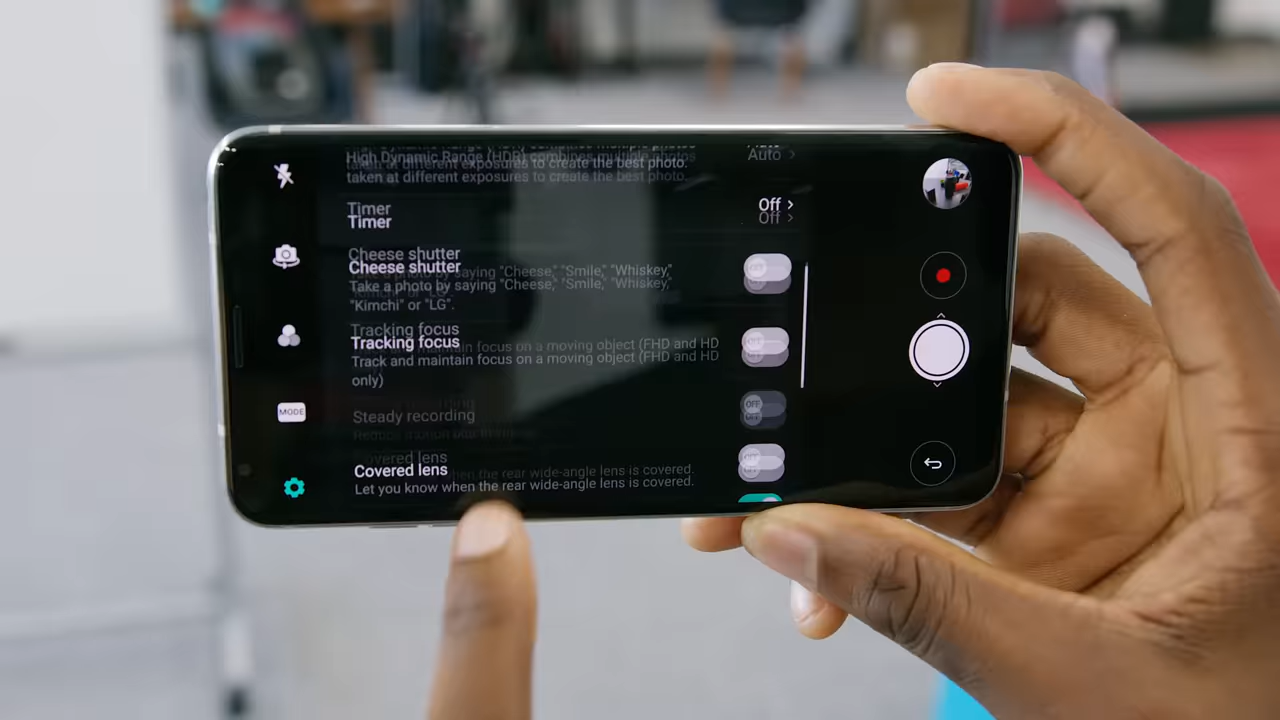 High Dynamic Range (HDR) combines multiple photos
taken at different exposures to create the best photo.
Auto >
Timer
Off >
Cheese shutter
Take a photo by saying "Cheese," "Smile," "Whiskey,"
"Kimchi" or "LG".
OFF
Tracking focus
Track and maintain focus on a moving object (FHD and HD
only)
OFF
MODE
Steady recording
OFF
Covered lens
Let you know when the rear wide-angle lens is covered.
OFF